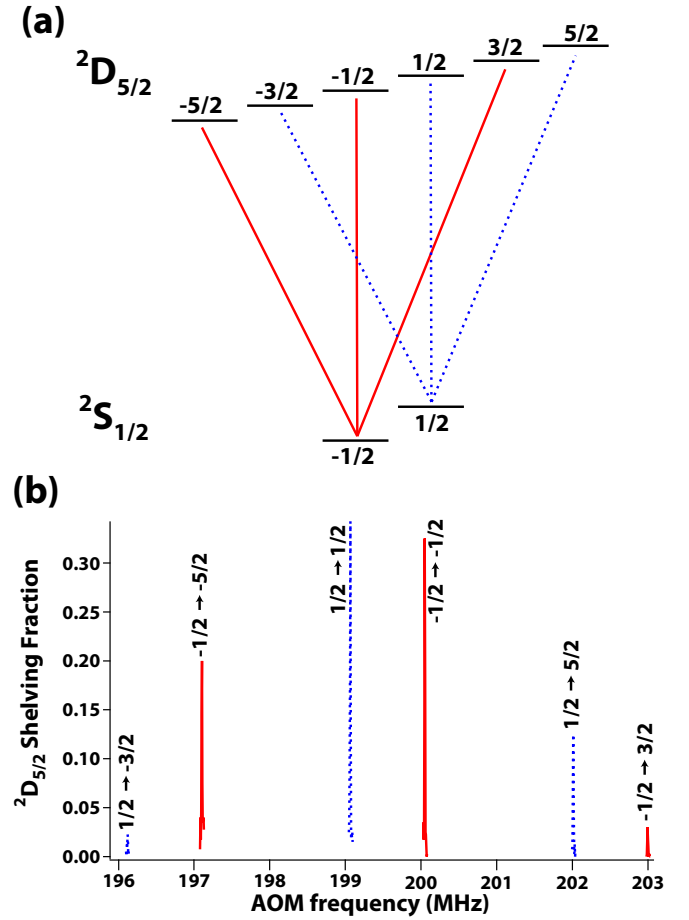 (a)
²D₅/₂
-5/2 -3/2 -1/2 1/2 3/2 5/2
²S₁/₂
-1/2 1/2
(b)
²D₅/₂ Shelving Fraction
0.30
0.25
0.20
0.15
0.10
0.05
0.00
1/2 → -3/2
-1/2 → -5/2
1/2 → 1/2
-1/2 → -1/2
1/2 → 5/2
-1/2 → 3/2
196 197 198 199 200 201 202 203
AOM frequency (MHz)